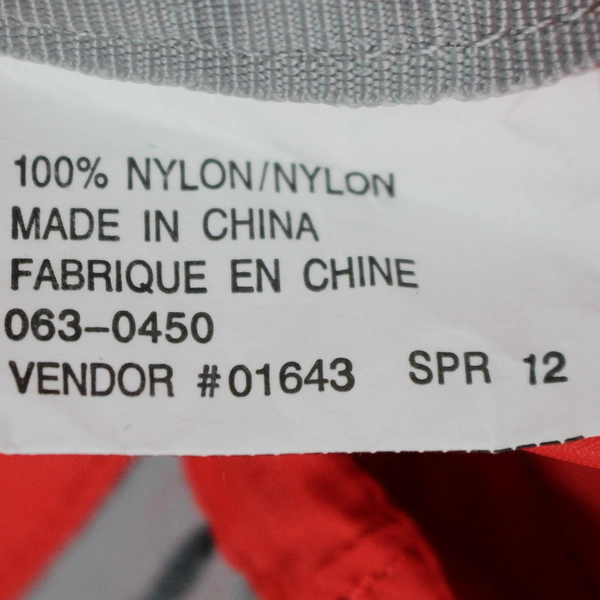 100% NYLON/NYLON
MADE IN CHINA
FABRIQUE EN CHINE
063-0450
VENDOR #01643 SPR 12